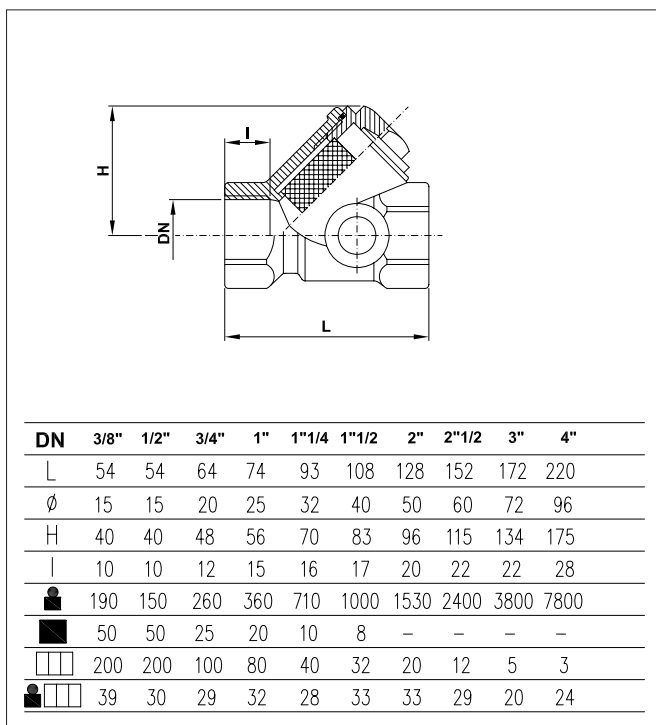 I
H
DN
L
DN 3/8" 1/2" 3/4" 1" 1"1/4 1"1/2 2" 2"1/2 3" 4"
L 54 54 64 74 93 108 128 152 172 220
Ø 15 15 20 25 32 40 50 60 72 96
H 40 40 48 56 70 83 96 115 134 175
I 10 10 12 15 16 17 20 22 22 28
190 150 260 360 710 1000 1530 2400 3800 7800
50 50 25 20 10 8 – – – –
200 200 100 80 40 32 20 12 5 3
39 30 29 32 28 33 33 29 20 24